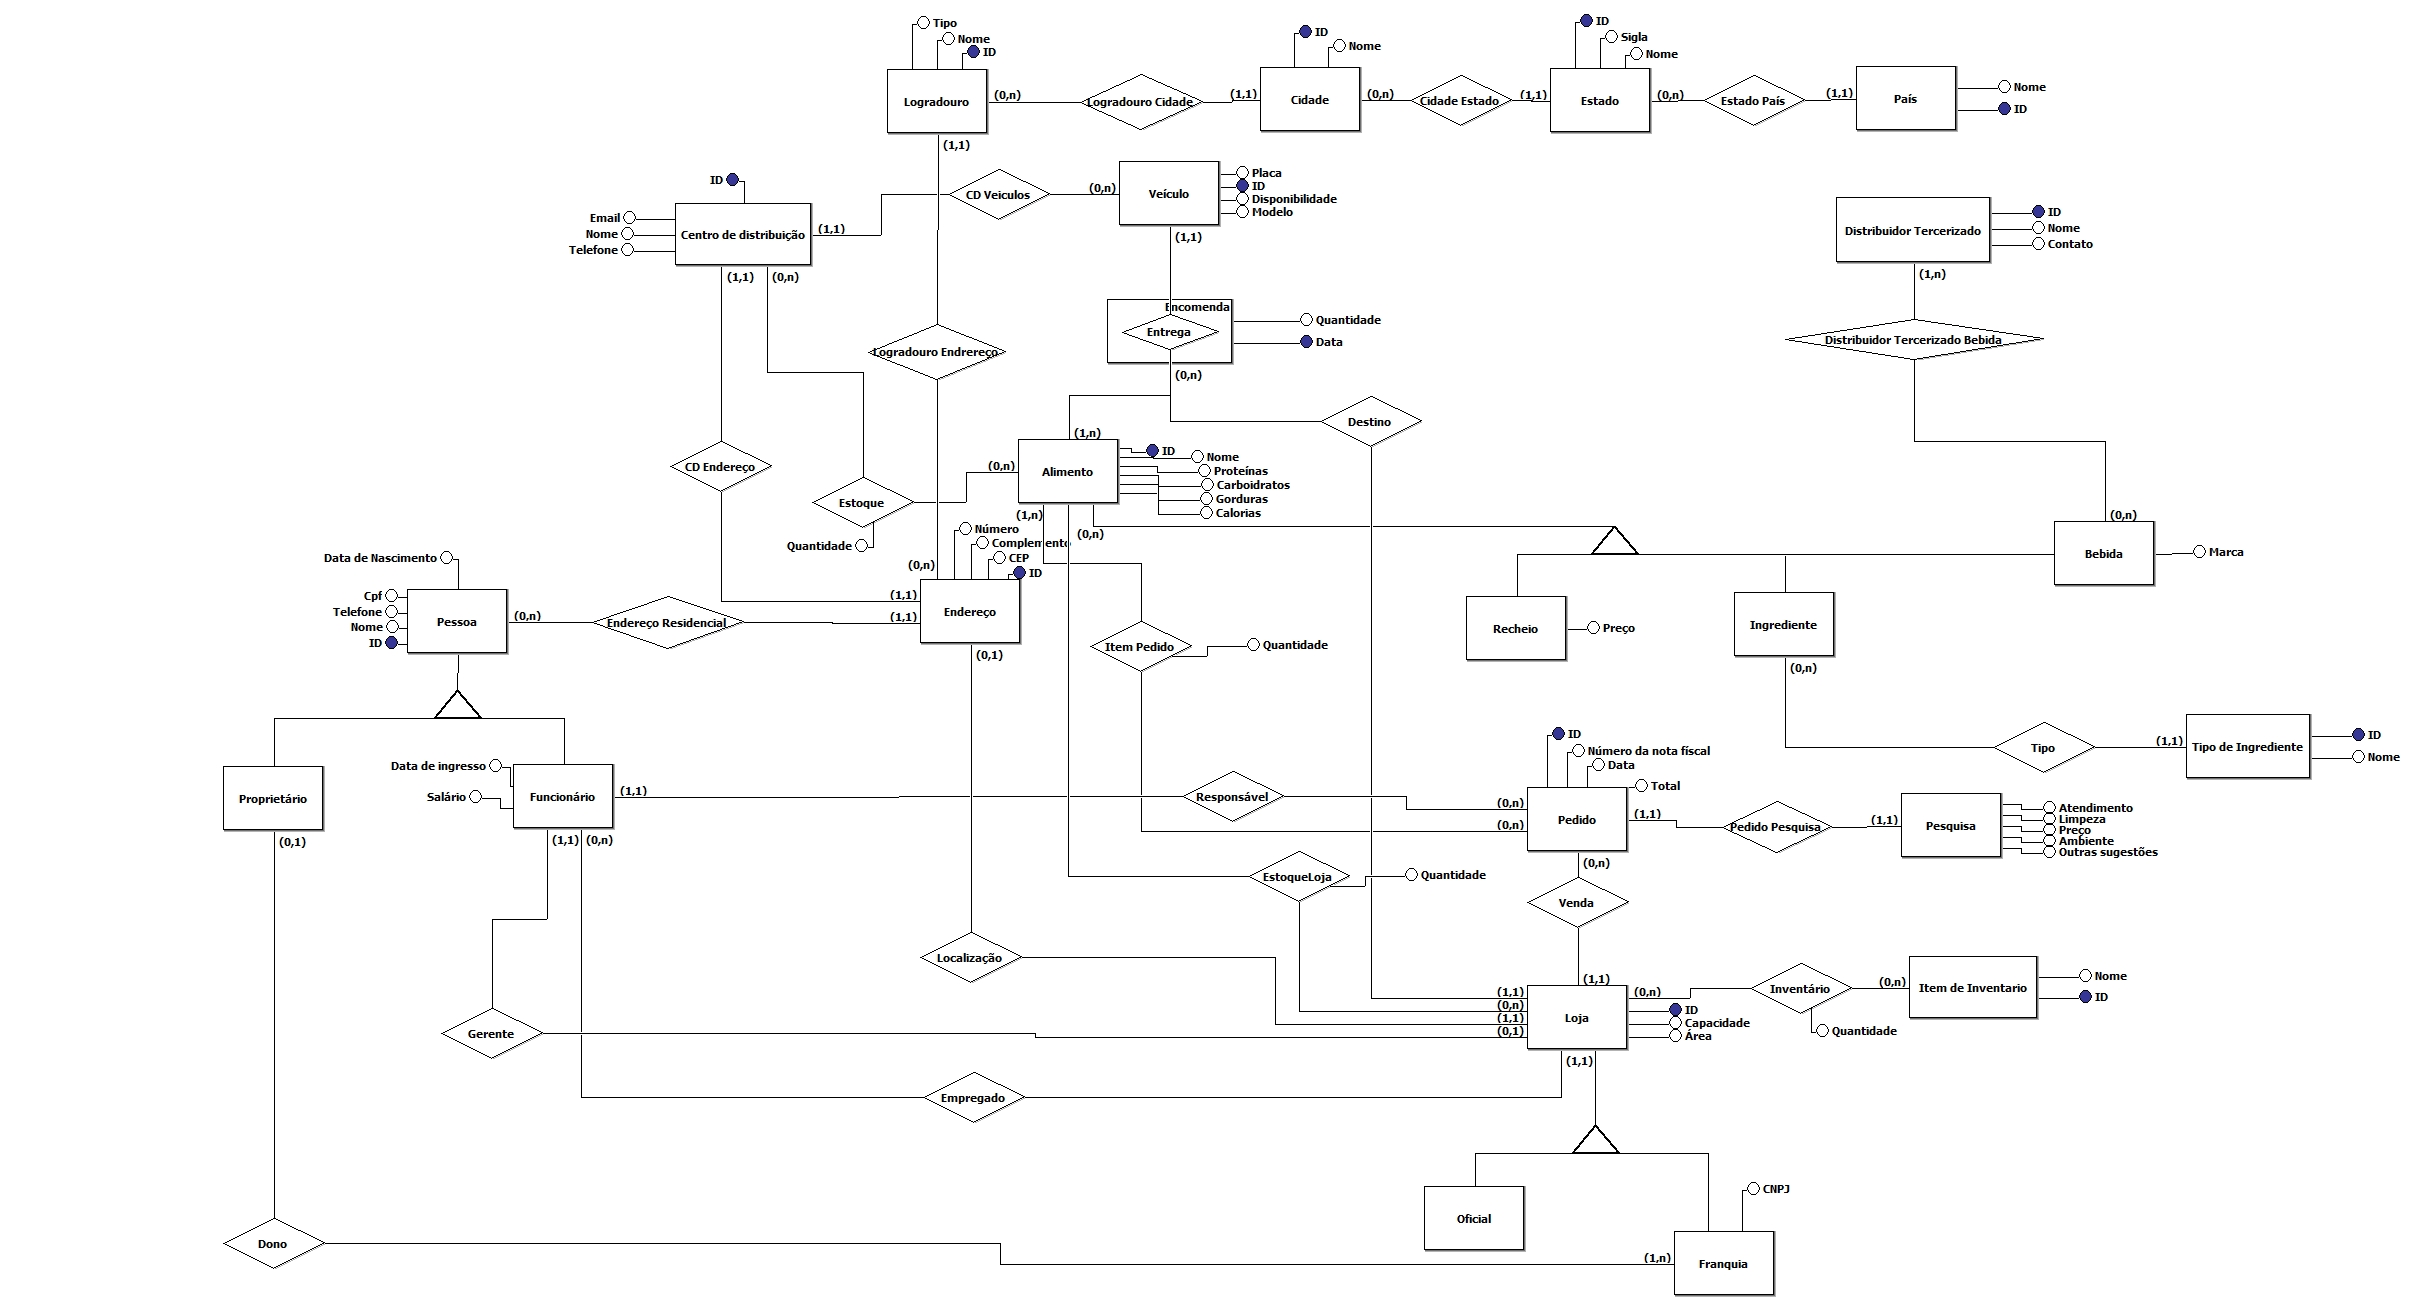 Tipo
Nome
ID
Logradouro
(0,n)
Logradouro Cidade
(1,1)
ID
Nome
Cidade
(0,n)
Cidade Estado
(1,1)
ID
Sigla
Nome
Estado
(0,n)
Estado País
(1,1)
País
Nome
ID
(1,1)
ID
Email
Nome
Telefone
Centro de distribuição
(1,1)
CD Veiculos
(0,n)
Veículo
Placa
ID
Disponibilidade
Modelo
(1,1)
(1,1)
(0,n)
Distribuidor Tercerizado
ID
Nome
Contato
(1,n)
Encomenda
Entrega
Quantidade
Data
(0,n)
Logradouro Endrereço
Distribuidor Tercerizado Bebida
Destino
CD Endereço
Estoque
Quantidade
(0,n)
(1,n)
Alimento
ID
Nome
Proteínas
Carboidratos
Gorduras
Calorias
(1,n)
(0,n)
(0,n)
Bebida
Marca
Número
Complemento
CEP
ID
(0,n)
(1,1)
(1,1)
Endereço
(0,1)
Data de Nascimento
Cpf
Telefone
Nome
ID
Pessoa
(0,n)
Endereço Residencial
Item Pedido
Quantidade
Recheio
Preço
Ingrediente
(0,n)
Tipo
(1,1)
Tipo de Ingrediente
ID
Nome
Proprietário
(0,1)
Data de ingresso
Salário
Funcionário
(1,1)
(1,1)
(0,n)
Responsável
(0,n)
(0,n)
ID
Número da nota físcal
Data
Total
Pedido
(1,1)
(0,n)
Pedido Pesquisa
(1,1)
Pesquisa
Atendimento
Limpeza
Preço
Ambiente
Outras sugestões
EstoqueLoja
Quantidade
Venda
Localização
Gerente
Empregado
(1,1)
(1,1)
(0,n)
(1,1)
(0,1)
Loja
(0,n)
ID
Capacidade
Área
(1,1)
Inventário
Quantidade
(0,n)
Item de Inventario
Nome
ID
Oficial
CNPJ
Dono
(1,n)
Franquia